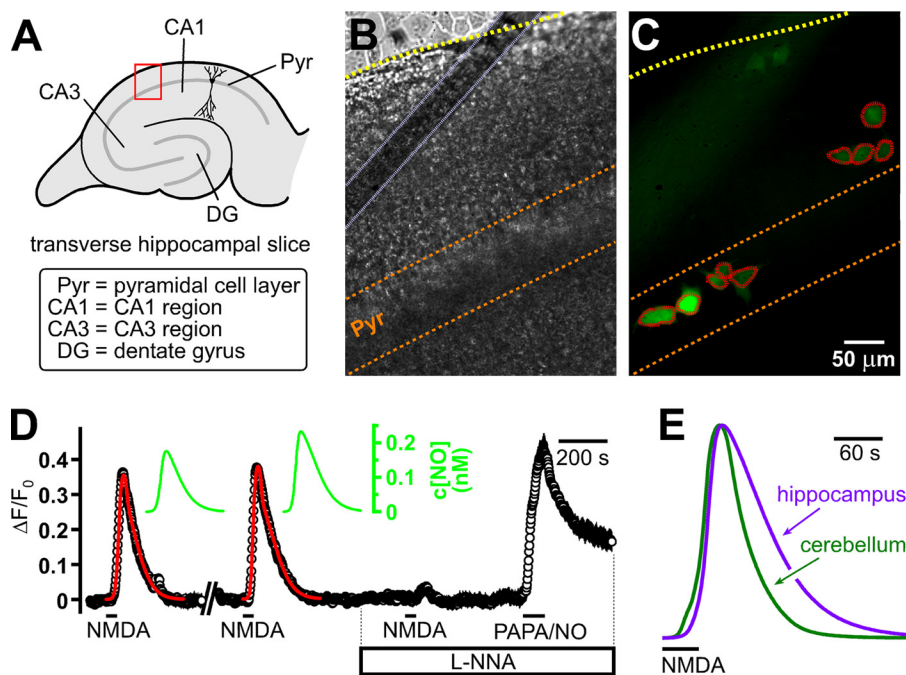 A
CA1
Pyr
CA3
DG
transverse hippocampal slice
Pyr = pyramidal cell layer
CA1 = CA1 region
CA3 = CA3 region
DG = dentate gyrus
B
Pyr
C
50 μm
D
ΔF/F0
0.4
0.3
0.2
0.1
0
0.2
0.1
0
c[NO]
(nM)
200 s
NMDA
NMDA
NMDA
PAPA/NO
L-NNA
E
60 s
hippocampus
cerebellum
NMDA